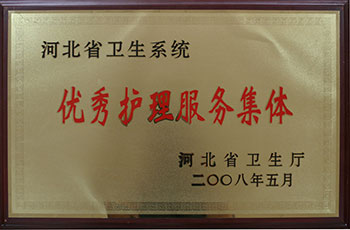 河北省卫生系统
优秀护理服务集体
河北省卫生厅
二〇〇八年五月